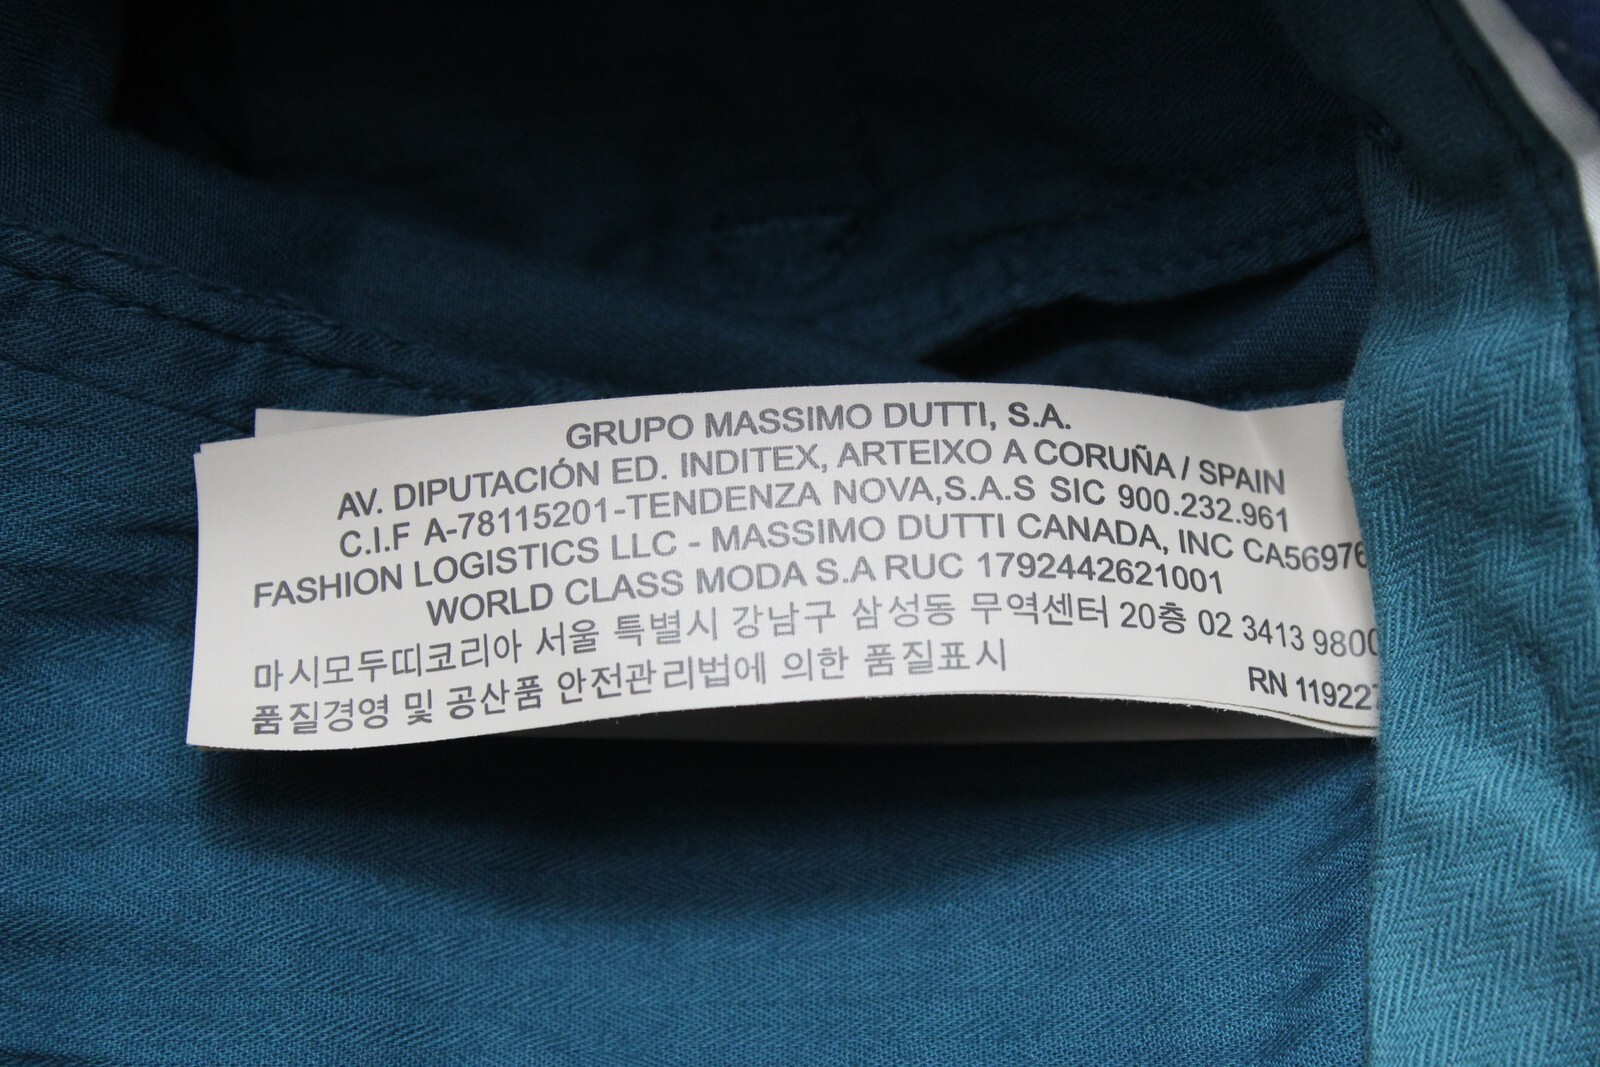 GRUPO MASSIMO DUTTI, S.A.
AV. DIPUTACIÓN ED. INDITEX, ARTEIXO A CORUÑA / SPAIN
C.I.F A-78115201-TENDENZA NOVA,S.A.S SIC 900.232.961
FASHION LOGISTICS LLC - MASSIMO DUTTI CANADA, INC CA56976
WORLD CLASS MODA S.A RUC 1792442621001
마시모두띠코리아 서울 특별시 강남구 삼성동 무역센터 20층 02 3413 9800
품질경영 및 공산품 안전관리법에 의한 품질표시
RN 119227